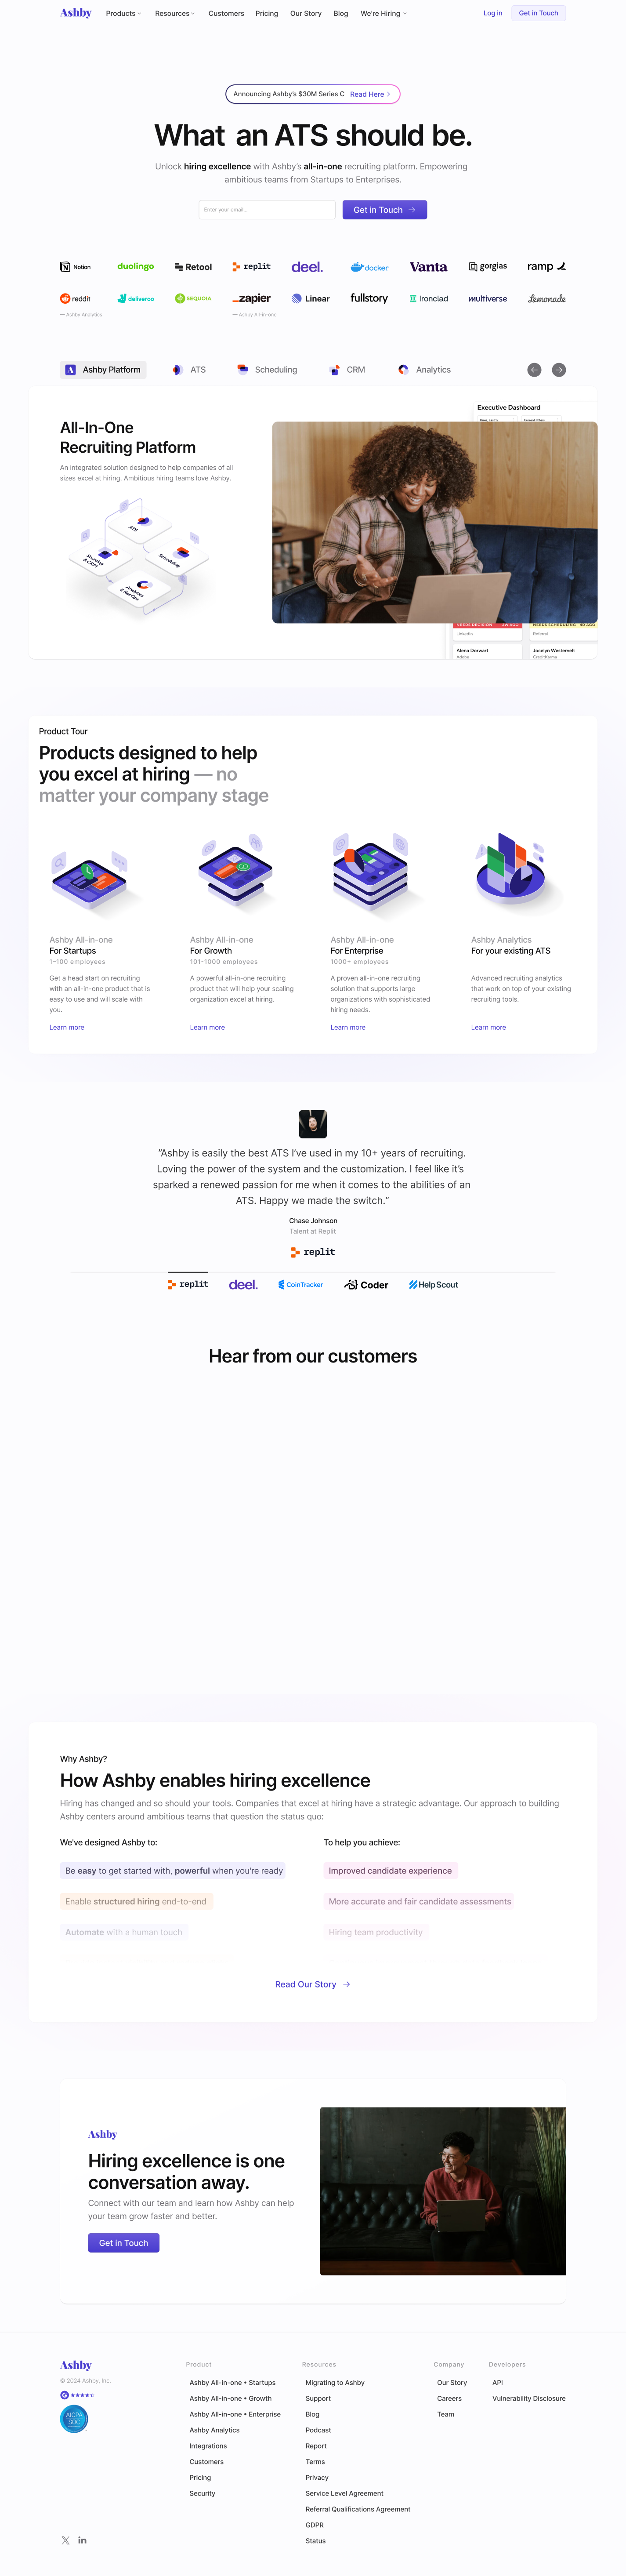 Ashby
Products
Resources
Customers
Pricing
Our Story
Blog
We're Hiring
Log in
Get in Touch
Announcing Ashby's $30M Series C Read Here
What an ATS should be.
Unlock hiring excellence with Ashby's all-in-one recruiting platform. Empowering
ambitious teams from Startups to Enterprises.
Enter your email...
Get in Touch
Notion
duolingo
Retool
replit
deel.
docker
Vanta
gorgias
ramp
reddit
deliveroo
SEQUOIA
zapier
Linear
fullstory
Ironclad
multiverse
Lemonade
— Ashby Analytics
— Ashby All-in-one
Ashby Platform
ATS
Scheduling
CRM
Analytics
All-In-One
Recruiting Platform
An integrated solution designed to help companies of all
sizes excel at hiring. Ambitious hiring teams love Ashby.
ATS
Sourcing
& CRM
Scheduling
Analytics
& RecOps
Executive Dashboard
NEEDS DECISION 5W AGO
NEEDS SCHEDULING 4D AGO
LinkedIn
Referral
Alena Dorwart
Adobe
Jocelyn Westervelt
CreditKarma
Product Tour
Products designed to help
you excel at hiring — no
matter your company stage
Ashby All-in-one
For Startups
1–100 employees
Get a head start on recruiting
with an all-in-one product that is
easy to use and will scale with
you.
Learn more
Ashby All-in-one
For Growth
101–1000 employees
A powerful all-in-one recruiting
product that will help your scaling
organization excel at hiring.
Learn more
Ashby All-in-one
For Enterprise
1000+ employees
A proven all-in-one recruiting
solution that supports large
organizations with sophisticated
hiring needs.
Learn more
Ashby Analytics
For your existing ATS
Advanced recruiting analytics
that work on top of your existing
recruiting tools.
Learn more
“Ashby is easily the best ATS I've used in my 10+ years of recruiting.
Loving the power of the system and the customization. I feel like it's
sparked a renewed passion for me when it comes to the abilities of an
ATS. Happy we made the switch.”
Chase Johnson
Talent at Replit
replit
replit
deel.
CoinTracker
Coder
HelpScout
Hear from our customers
Why Ashby?
How Ashby enables hiring excellence
Hiring has changed and so should your tools. Companies that excel at hiring have a strategic advantage. Our approach to building
Ashby centers around ambitious teams that question the status quo:
We've designed Ashby to:
Be easy to get started with, powerful when you're ready
Enable structured hiring end-to-end
Automate with a human touch
To help you achieve:
Improved candidate experience
More accurate and fair candidate assessments
Hiring team productivity
Read Our Story
Ashby
Hiring excellence is one
conversation away.
Connect with our team and learn how Ashby can help
your team grow faster and better.
Get in Touch
Ashby
© 2024 Ashby, Inc.
AICPA
SOC
Product
Ashby All-in-one • Startups
Ashby All-in-one • Growth
Ashby All-in-one • Enterprise
Ashby Analytics
Integrations
Customers
Pricing
Security
Resources
Migrating to Ashby
Support
Blog
Podcast
Report
Terms
Privacy
Service Level Agreement
Referral Qualifications Agreement
GDPR
Status
Company
Our Story
Careers
Team
Developers
API
Vulnerability Disclosure